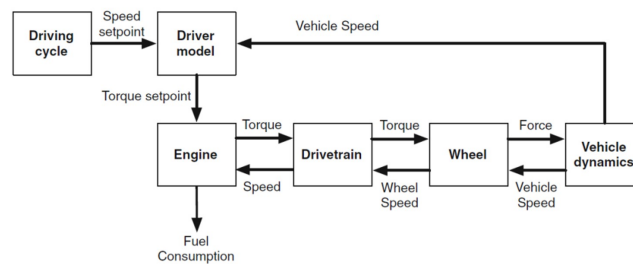 Driving
cycle
Speed
setpoint
Driver
model
Vehicle Speed
Torque setpoint
Engine
Torque
Speed
Drivetrain
Torque
Wheel
Speed
Wheel
Force
Vehicle
Speed
Vehicle
dynamics
Fuel
Consumption